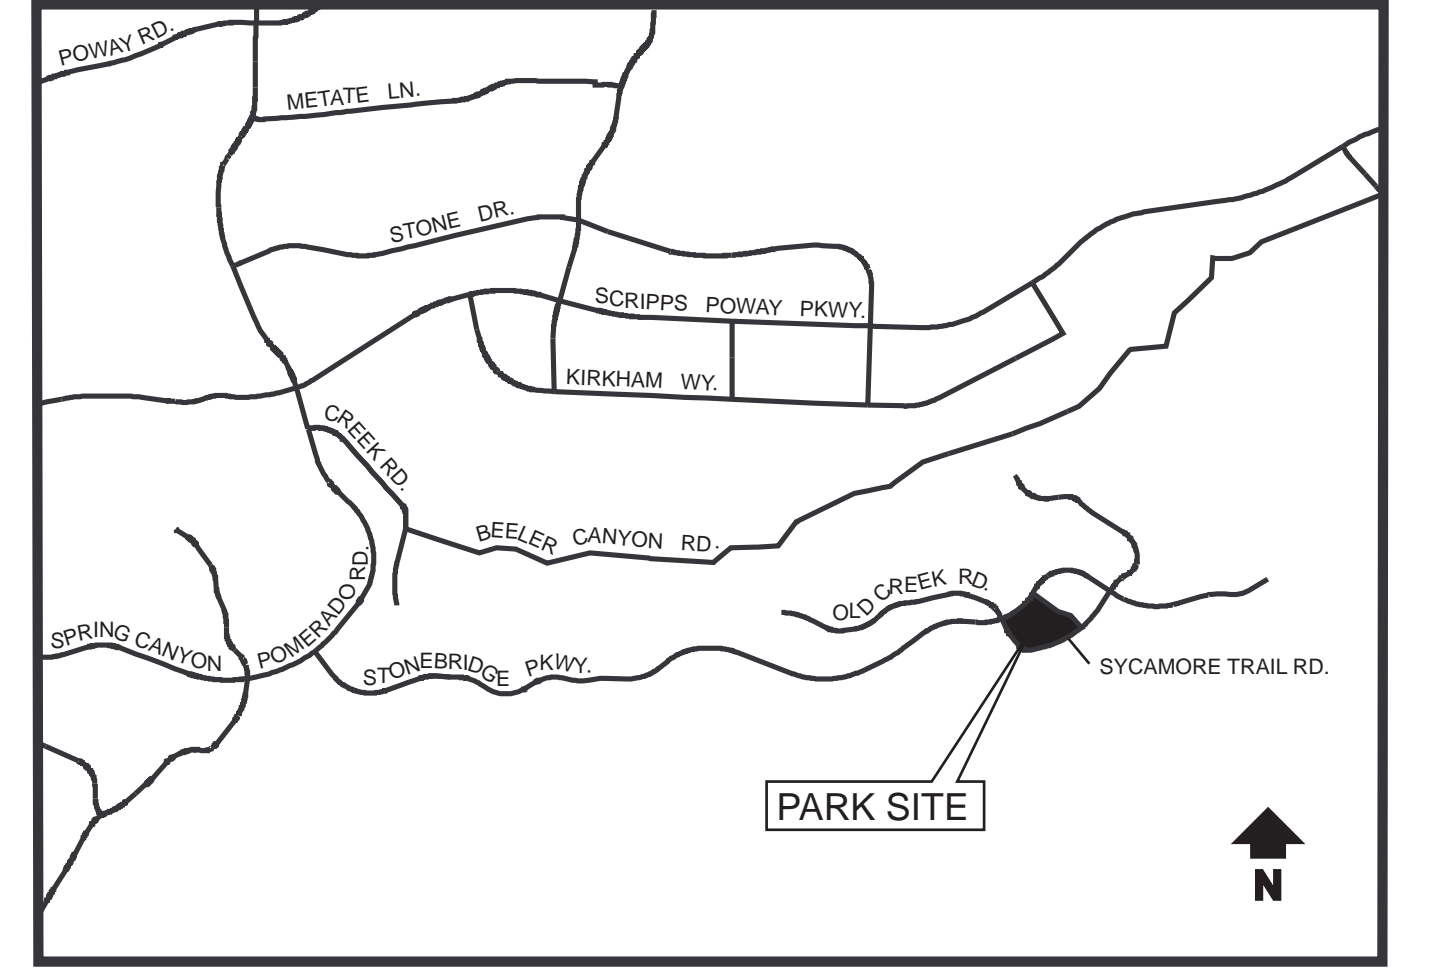 POWAY RD.
METATE LN.
STONE DR.
SCRIPPS POWAY PKWY.
KIRKHAM WY.
CREEK RD.
BEELER CANYON RD.
OLD CREEK RD.
SPRING CANYON
POMERADO RD.
STONEBRIDGE PKWY.
SYCAMORE TRAIL RD.
PARK SITE
N